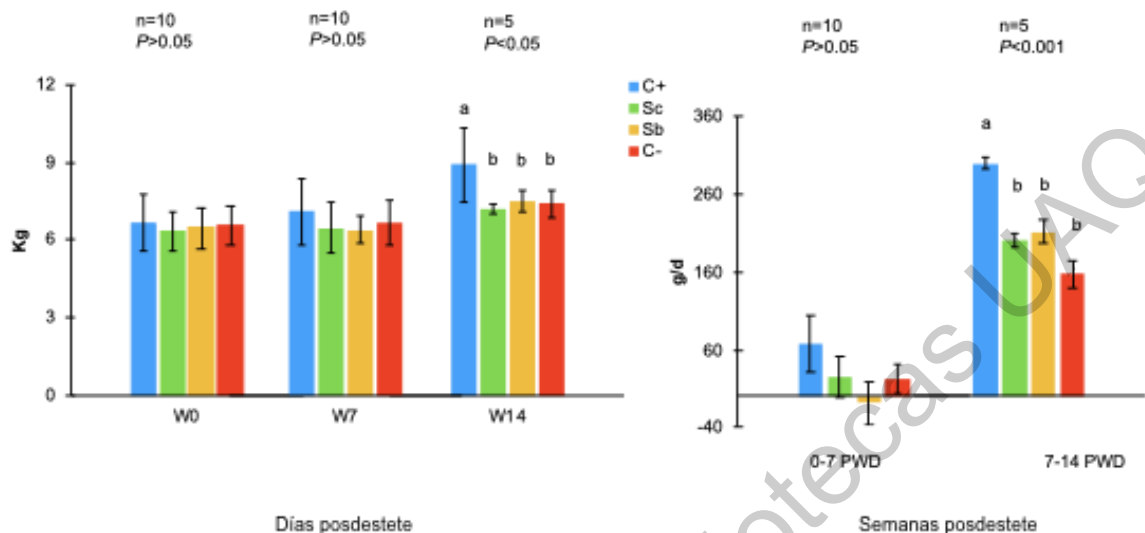 n=10
P>0.05
n=10
P>0.05
n=5
P<0.05
12
9
6
3
0
Kg
a
b
b
b
W0
W7
W14
Días posdestete
C+
Sc
Sb
C-
n=10
P>0.05
n=5
P<0.001
360
260
160
60
-40
g/d
a
b
b
b
0-7 PWD
7-14 PWD
Semanas posdestete
otecas UAQ